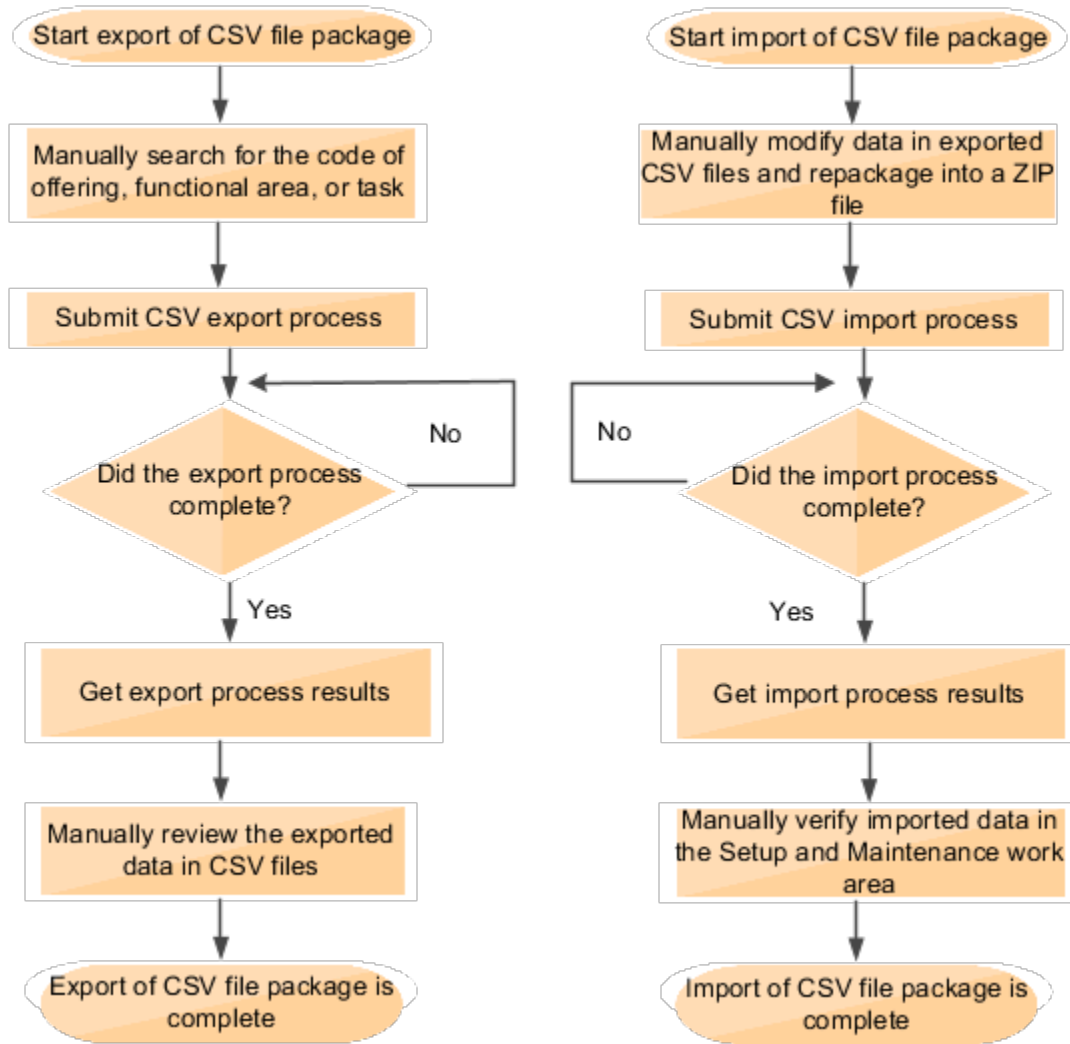 Start export of CSV file package
Manually search for the code of
offering, functional area, or task
Submit CSV export process
No
Did the export process
complete?
Yes
Get export process results
Manually review the exported
data in CSV files
Export of CSV file package is
complete
Start import of CSV file package
Manually modify data in exported
CSV files and repackage into a ZIP
file
Submit CSV import process
No
Did the import process
complete?
Yes
Get import process results
Manually verify imported data in
the Setup and Maintenance work
area
Import of CSV file package is
complete